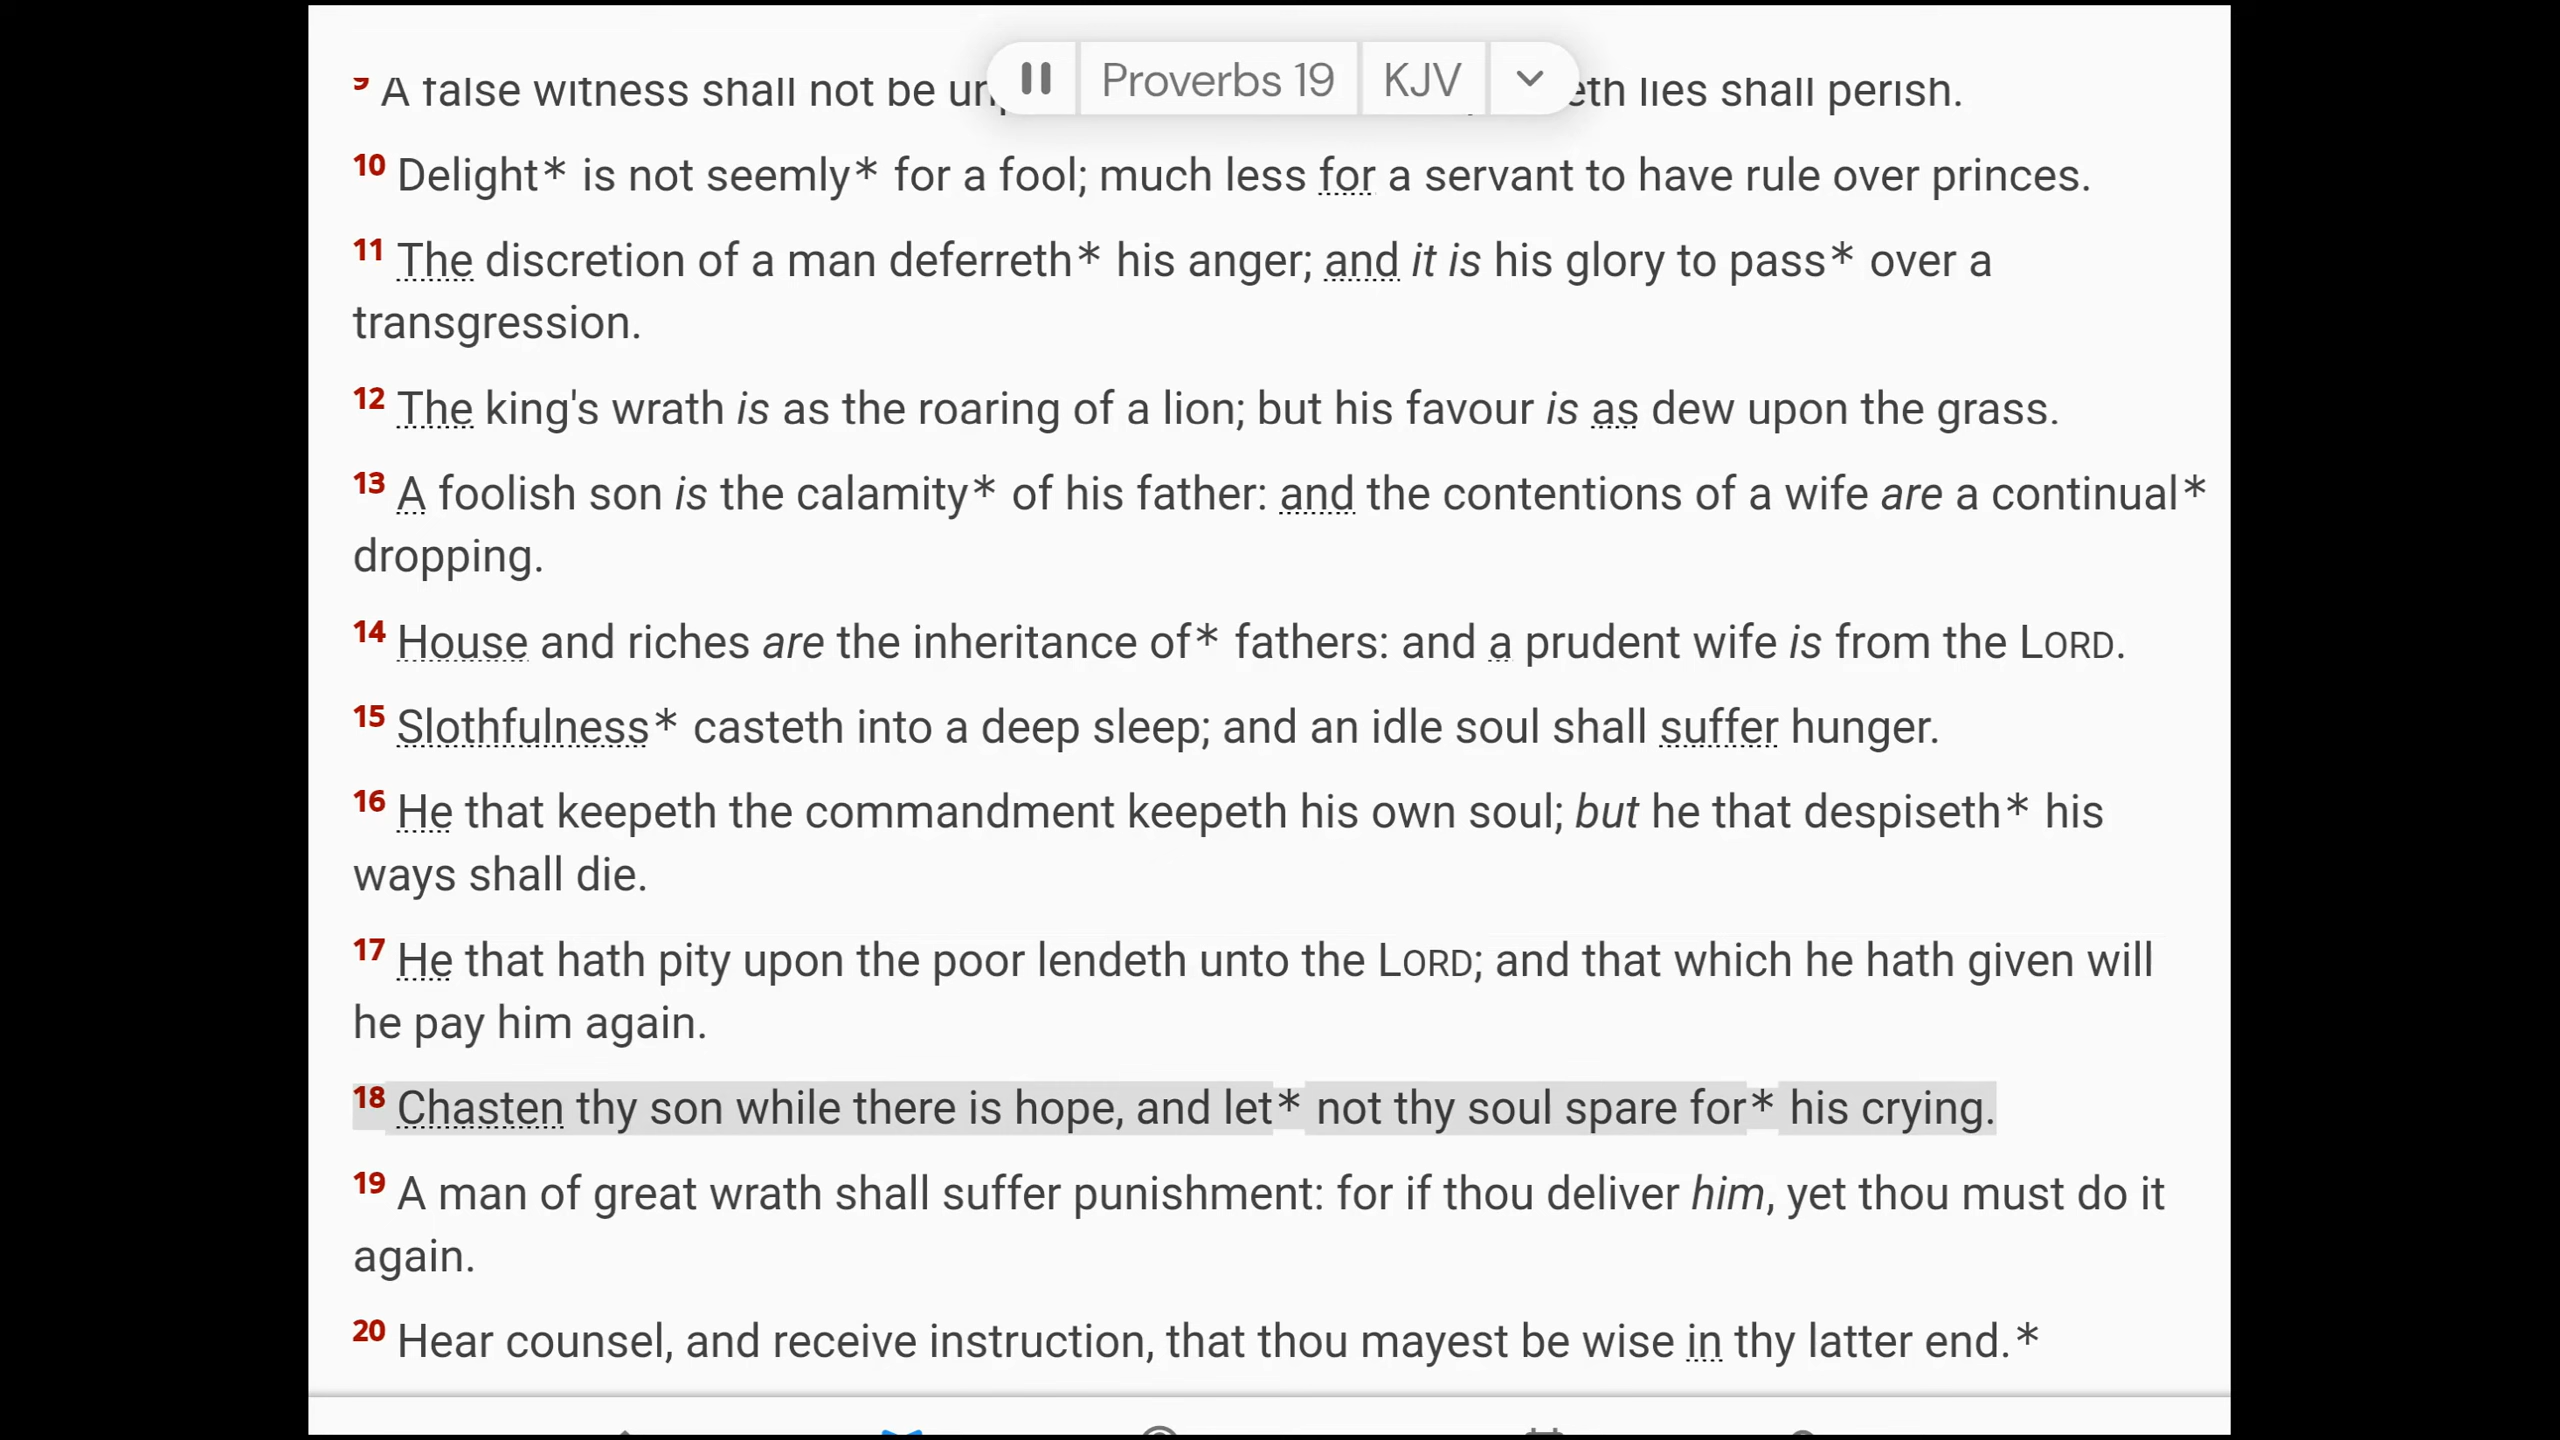 Proverbs 19 KJV
9 A false witness shall not be eth lies shall perish.
10 Delight* is not seemly* for a fool; much less for a servant to have rule over princes.
11 The discretion of a man deferreth* his anger; and it is his glory to pass* over a
transgression.
12 The king's wrath is as the roaring of a lion; but his favour is as dew upon the grass.
13 A foolish son is the calamity* of his father: and the contentions of a wife are a continual*
dropping.
14 House and riches are the inheritance of* fathers: and a prudent wife is from the LORD.
15 Slothfulness* casteth into a deep sleep; and an idle soul shall suffer hunger.
16 He that keepeth the commandment keepeth his own soul; but he that despiseth* his
ways shall die.
17 He that hath pity upon the poor lendeth unto the LORD; and that which he hath given will
he pay him again.
18 Chasten thy son while there is hope, and let* not thy soul spare for* his crying.
19 A man of great wrath shall suffer punishment: for if thou deliver him, yet thou must do it
again.
20 Hear counsel, and receive instruction, that thou mayest be wise in thy latter end.*